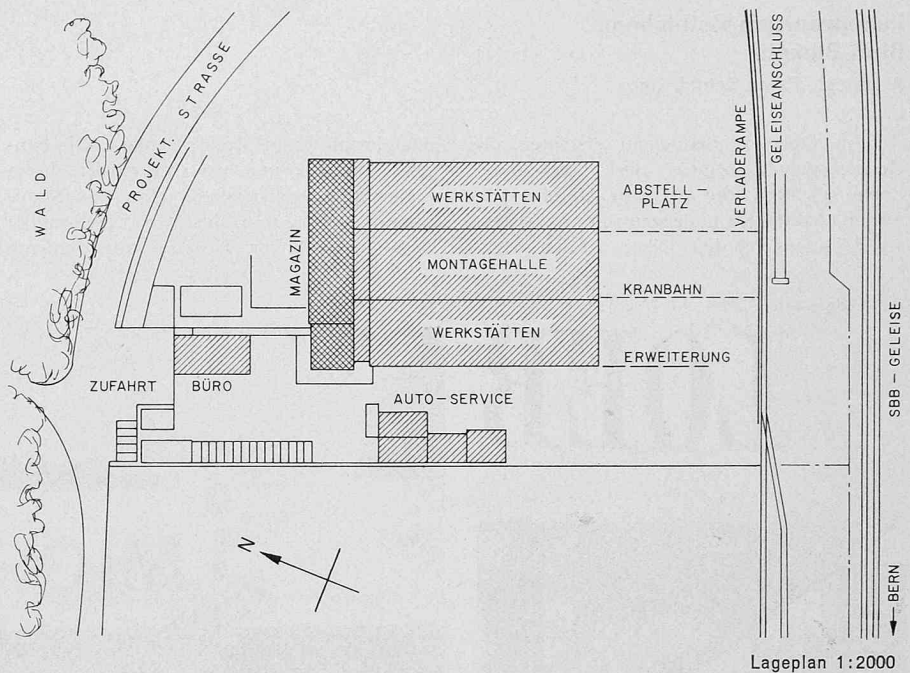 WALD
PROJEKT. STRASSE
MAGAZIN
WERKSTÄTTEN
MONTAGEHALLE
WERKSTÄTTEN
ABSTELL-
PLATZ
KRANBAHN
ERWEITERUNG
VERLADERAMPE
GELEISEANSCHLUSS
SBB-GELEISE
ZUFAHRT
BÜRO
AUTO-SERVICE
N
BERN
Lageplan 1:2000